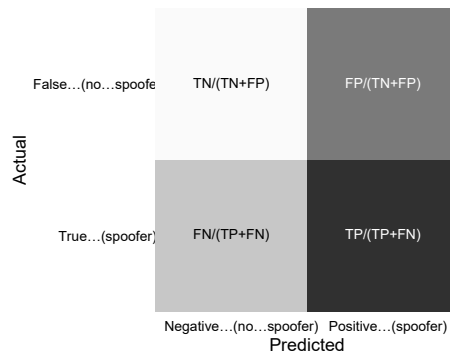 False…(no…spoofe
TN/(TN+FP)
FP/(TN+FP)
Actual
True…(spoofer)
FN/(TP+FN)
TP/(TP+FN)
Negative…(no…spoofer)
Positive…(spoofer)
Predicted